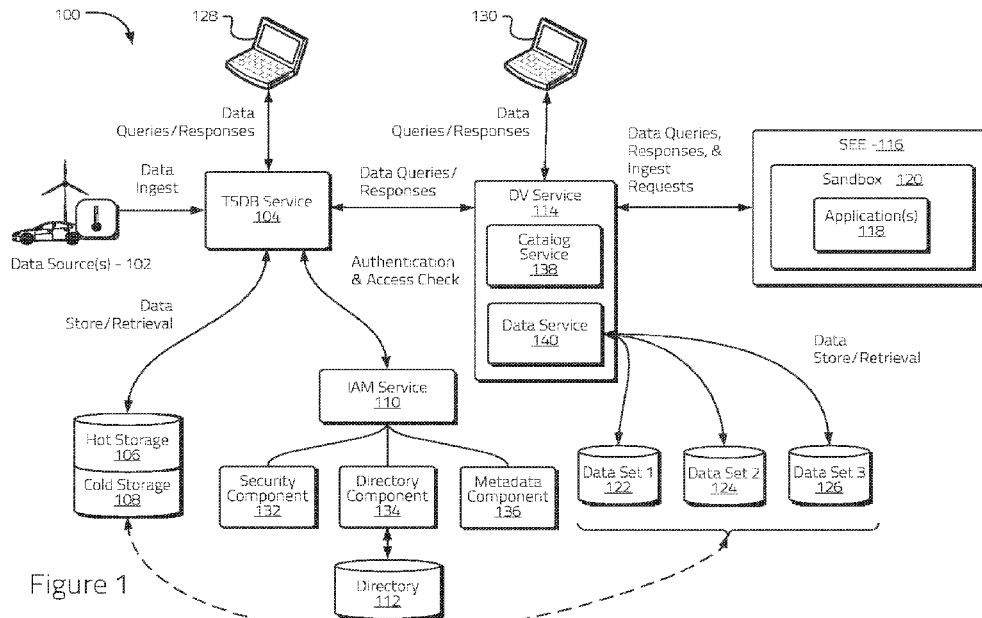 100
128
130
Data
Queries/Responses
Data
Queries/Responses
Data Queries,
Responses, &
Ingest
Requests
SEE -116
Sandbox 120
Application(s)
118
Data
Ingest
TSDB Service
104
Data Queries/
Responses
DV Service
114
Catalog
Service
138
Data Service
140
Data Source(s) - 102
Authentication
& Access Check
Data
Store/Retrieval
Data
Store/Retrieval
IAM Service
110
Hot Storage
106
Cold Storage
108
Security
Component
132
Directory
Component
134
Metadata
Component
136
Data Set 1
122
Data Set 2
124
Data Set 3
126
Directory
112
Figure 1